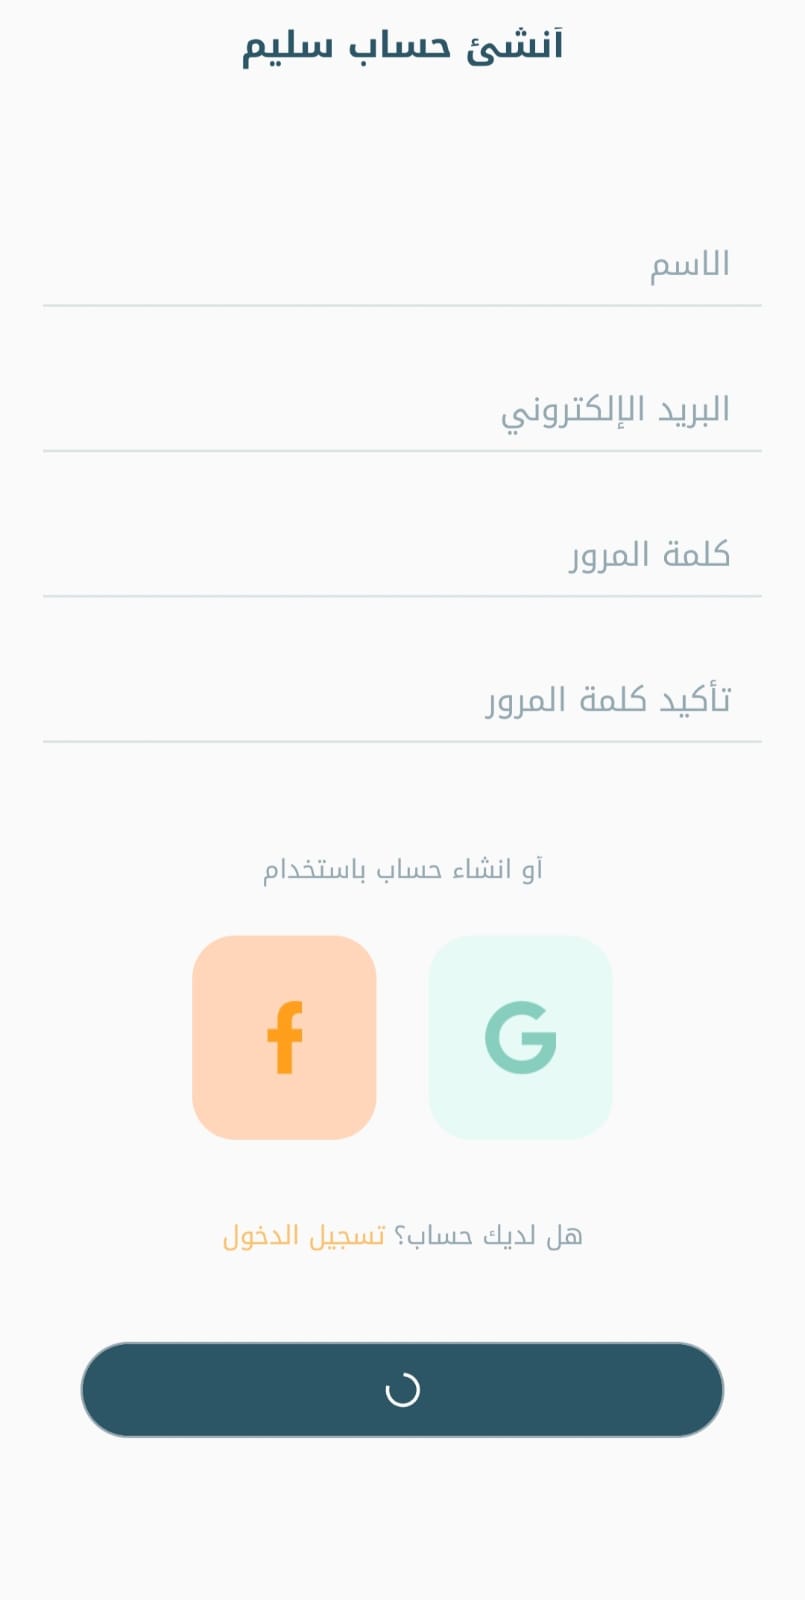 أنشئ حساب سليم
الاسم
البريد الإلكتروني
كلمة المرور
تأكيد كلمة المرور
أو انشاء حساب باستخدام
هل لديك حساب؟ تسجيل الدخول